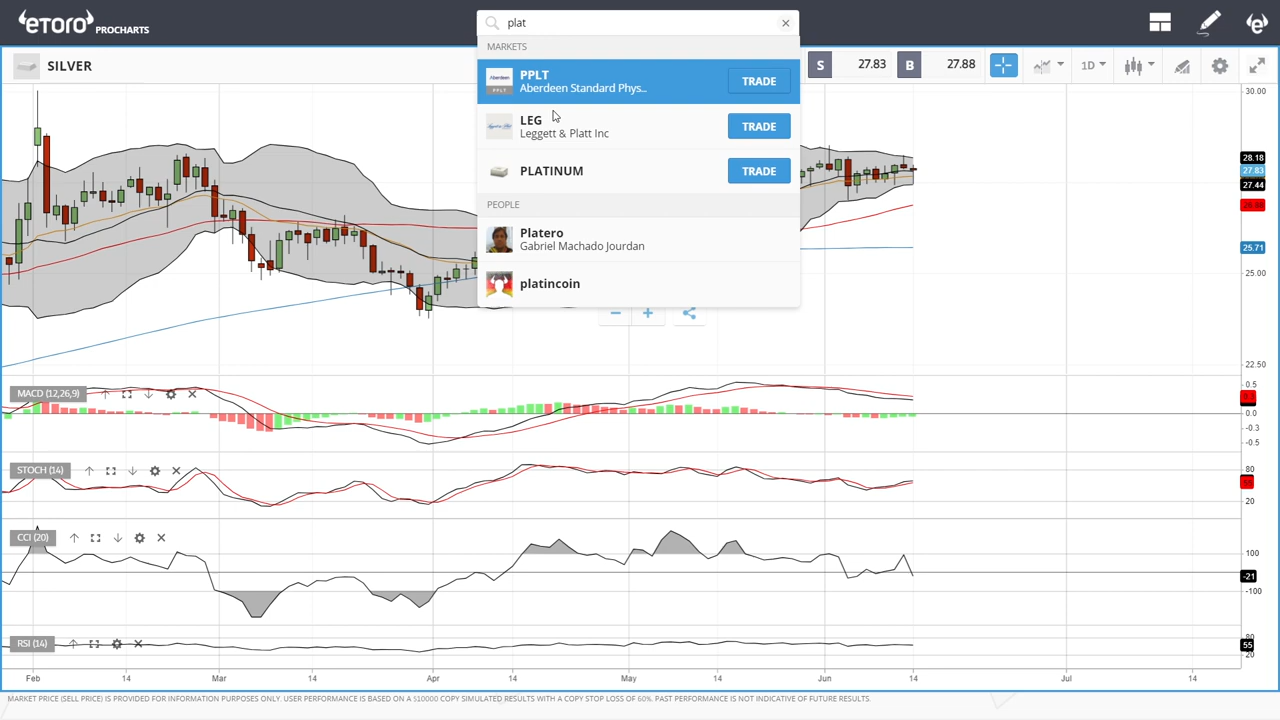 etoro PROCHARTS
plat
MARKETS
PPLT
Aberdeen Standard Phys..
TRADE
LEG
Leggett & Platt Inc
TRADE
PLATINUM
TRADE
PEOPLE
Platero
Gabriel Machado Jourdan
platincoin
SILVER
S 27.83 B 27.88 1D
30.00
28.18
27.83
27.44
25.71
25.00
22.50
MACD (12,26,9)
0.5
0.0
-0.3
-0.5
STOCH (14)
80
20
CCI (20)
100
-21
-100
RSI (14)
80
55
20
Feb 14 Mar 14 Apr 14 May 14 Jun 14 Jul 14
MARKET PRICE (SELL PRICE) IS PROVIDED FOR INFORMATION PURPOSES ONLY. USER PERFORMANCE IS BASED ON A $10000 COPY SIMULATED RESULTS WITH A COPY STOP LOSS OF 60%. PAST PERFORMANCE IS NOT INDICATIVE OF FUTURE RESULTS.